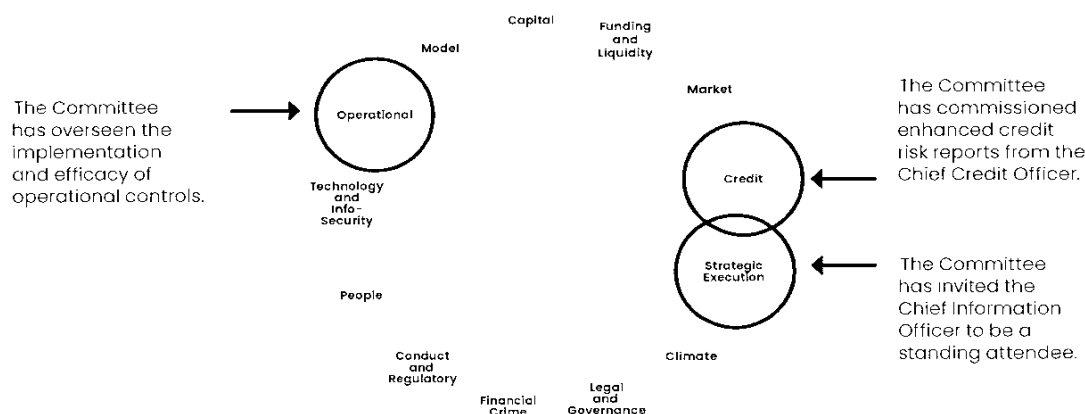 Capital
Funding
and
Liquidity
Model
Market
Operational
The Committee
has overseen the
implementation
and efficacy of
operational controls.
The Committee
has commissioned
enhanced credit
risk reports from the
Chief Credit Officer.
Credit
Technology
and
Info-
Security
Strategic
Execution
The Committee
has invited the
Chief Information
Officer to be a
standing attendee.
People
Climate
Conduct
and
Regulatory
Financial
Crime
Legal
and
Governance